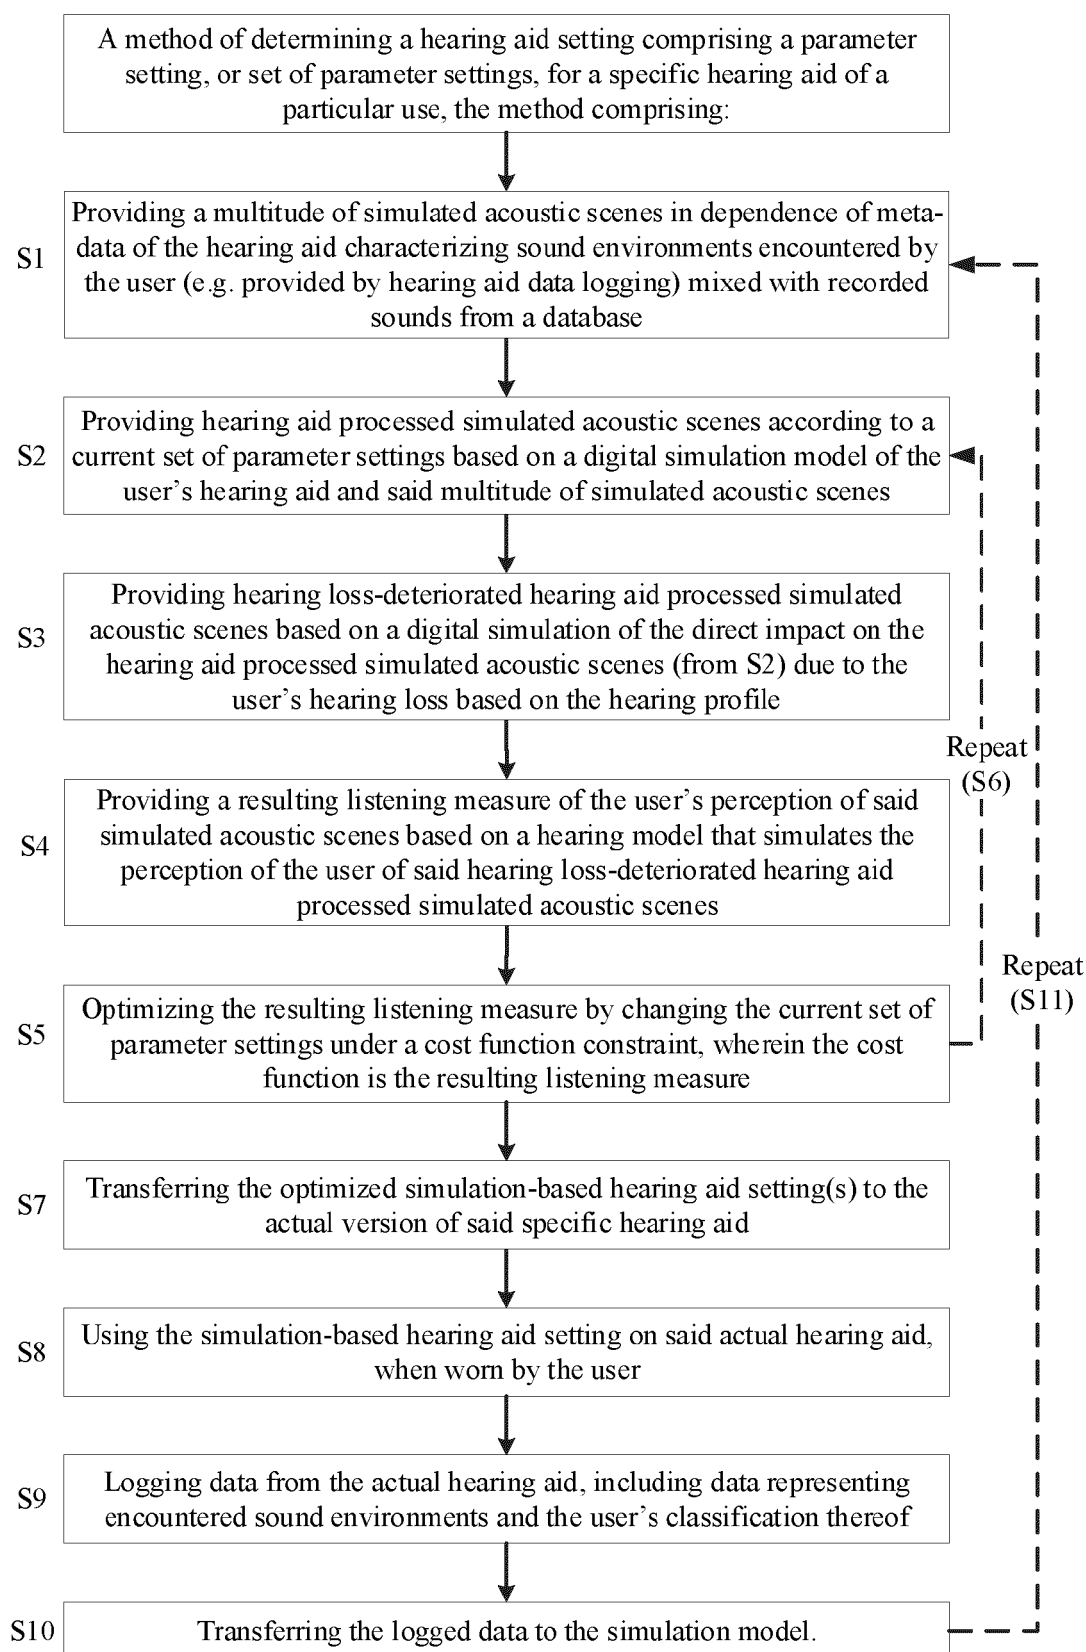 A method of determining a hearing aid setting comprising a parameter
setting, or set of parameter settings, for a specific hearing aid of a
particular use, the method comprising:
S1
Providing a multitude of simulated acoustic scenes in dependence of meta-
data of the hearing aid characterizing sound environments encountered by
the user (e.g. provided by hearing aid data logging) mixed with recorded
sounds from a database
S2
Providing hearing aid processed simulated acoustic scenes according to a
current set of parameter settings based on a digital simulation model of the
user's hearing aid and said multitude of simulated acoustic scenes
S3
Providing hearing loss-deteriorated hearing aid processed simulated
acoustic scenes based on a digital simulation of the direct impact on the
hearing aid processed simulated acoustic scenes (from S2) due to the
user's hearing loss based on the hearing profile
Repeat
(S6)
S4
Providing a resulting listening measure of the user's perception of said
simulated acoustic scenes based on a hearing model that simulates the
perception of the user of said hearing loss-deteriorated hearing aid
processed simulated acoustic scenes
Repeat
(S11)
S5
Optimizing the resulting listening measure by changing the current set of
parameter settings under a cost function constraint, wherein the cost
function is the resulting listening measure
S7
Transferring the optimized simulation-based hearing aid setting(s) to the
actual version of said specific hearing aid
S8
Using the simulation-based hearing aid setting on said actual hearing aid,
when worn by the user
S9
Logging data from the actual hearing aid, including data representing
encountered sound environments and the user's classification thereof
S10
Transferring the logged data to the simulation model.